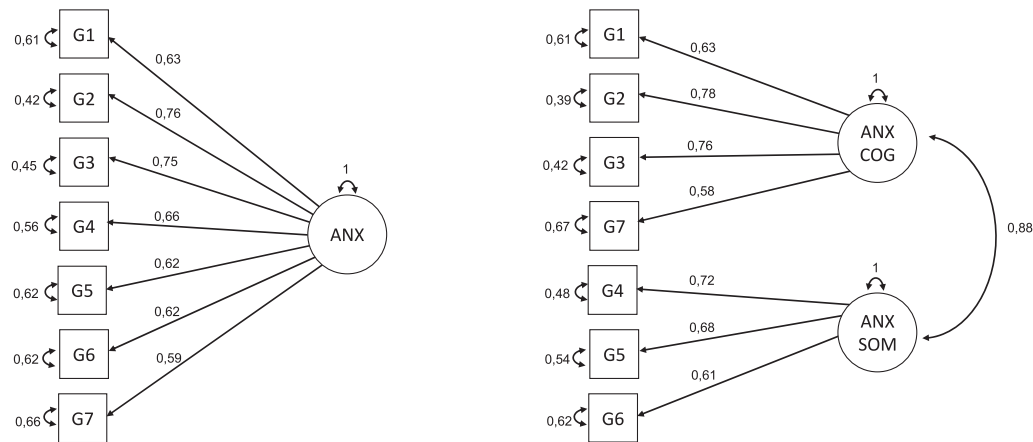 0,61 G1 0,63
0,42 G2 0,76
0,45 G3 0,75
0,56 G4 0,66
0,62 G5 0,62
0,62 G6 0,62
0,66 G7 0,59
1
ANX
0,61 G1 0,63
0,39 G2 0,78
0,42 G3 0,76
0,67 G7 0,58
1
ANX
COG
0,88
0,48 G4 0,72
0,54 G5 0,68
0,62 G6 0,61
1
ANX
SOM